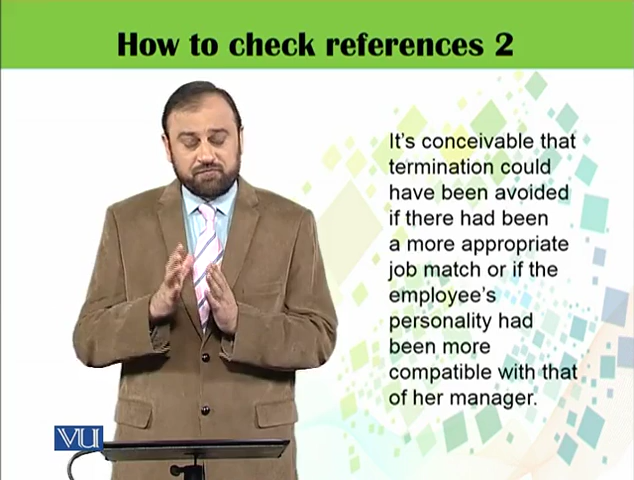 How to check references 2
It's conceivable that
termination could
have been avoided
if there had been
a more appropriate
job match or if the
employee's
personality had
been more
compatible with that
of her manager.
VU